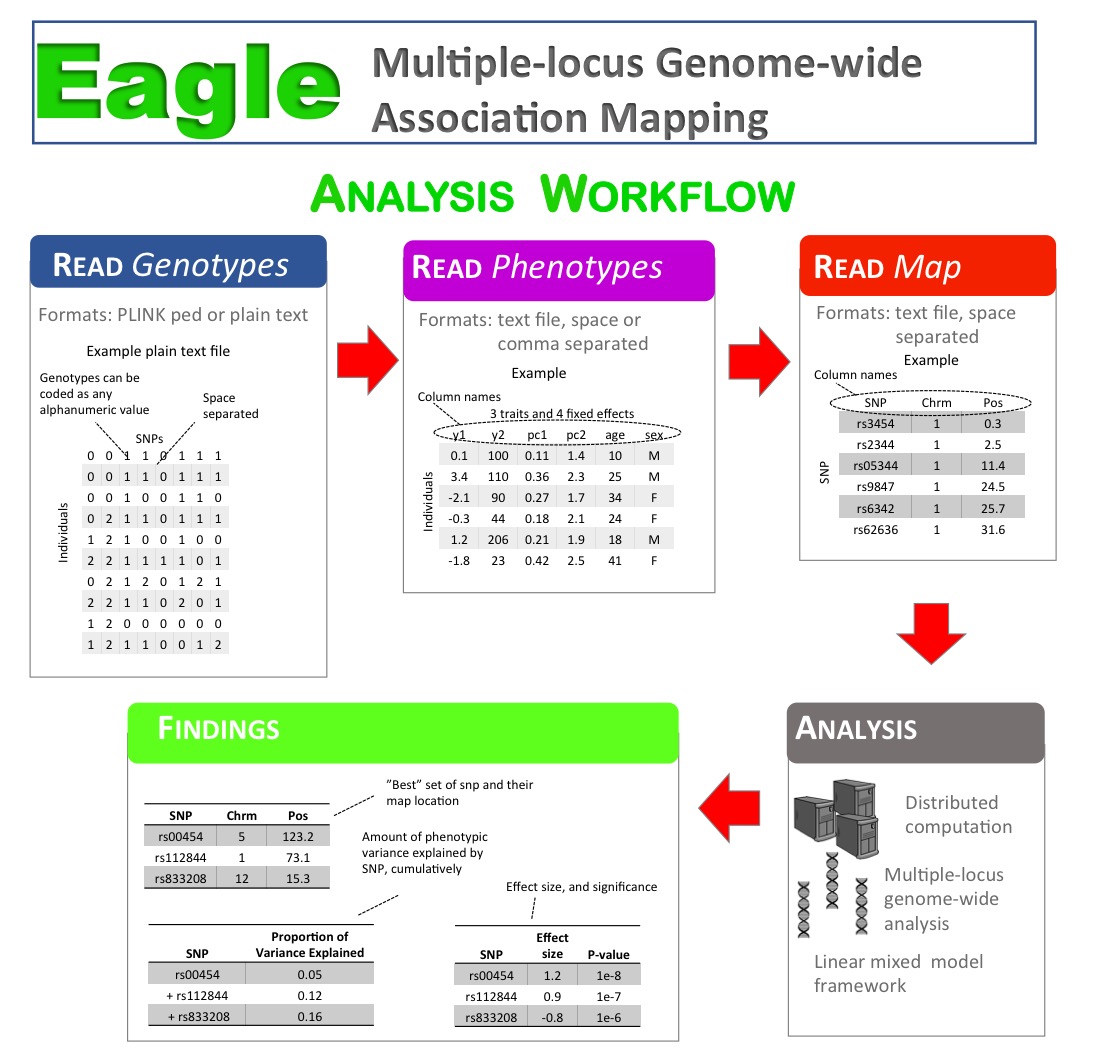 Eagle
Multiple-locus Genome-wide
Association Mapping
ANALYSIS WORKFLOW
READ Genotypes
Formats: PLINK ped or plain text
Example plain text file
Genotypes can be
coded as any
alphanumeric value
Space
separated
SNPs
Individuals
0 0 1 1 0 1 1 1
0 0 1 1 0 1 1 1
0 0 1 0 0 1 1 0
0 2 1 1 0 1 1 1
1 2 1 0 0 1 0 0
2 2 1 1 1 1 0 1
0 2 1 2 0 1 2 1
2 2 1 1 0 2 0 1
1 2 0 0 0 0 0 0
1 2 1 1 0 0 1 2
READ Phenotypes
Formats: text file, space or
comma separated
Example
Column names
3 traits and 4 fixed effects
y1 y2 pc1 pc2 age sex
Individuals
0.1 100 0.11 1.4 10 M
3.4 110 0.36 2.3 25 M
-2.1 90 0.27 1.7 34 F
-0.3 44 0.18 2.1 24 F
1.2 206 0.21 1.9 18 M
-1.8 23 0.42 2.5 41 F
READ Map
Formats: text file, space
separated
Example
Column names
SNP Chrm Pos
SNP
rs3454 1 0.3
rs2344 1 2.5
rs05344 1 11.4
rs9847 1 24.5
rs6342 1 25.7
rs62636 1 31.6
ANALYSIS
Distributed
computation
Multiple-locus
genome-wide
analysis
Linear mixed model
framework
FINDINGS
"Best" set of snp and their
map location
SNP Chrm Pos
rs00454 5 123.2
rs112844 1 73.1
rs833208 12 15.3
Amount of phenotypic
variance explained by
SNP, cumulatively
SNP Proportion of
Variance Explained
rs00454 0.05
+ rs112844 0.12
+ rs833208 0.16
Effect size, and significance
SNP Effect
size P-value
rs00454 1.2 1e-8
rs112844 0.9 1e-7
rs833208 -0.8 1e-6